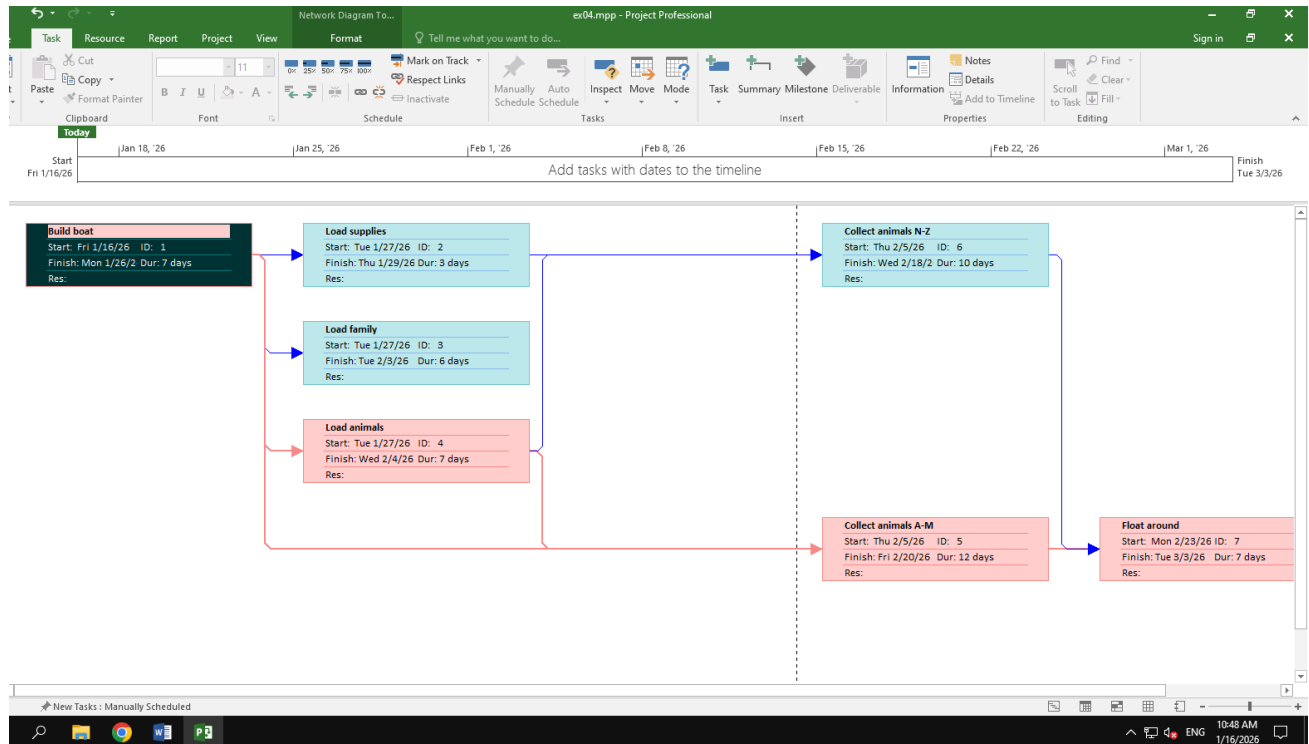 Network Diagram To...
ex04.mpp - Project Professional
Task Resource Report Project View Format Tell me what you want to do... Sign in
Paste
Cut
Copy
Format Painter
Clipboard
11
B I U A
Font
0× 25× 50× 75× 100×
Mark on Track
Respect Links
Inactivate
Schedule
Manually Schedule
Auto Schedule
Inspect
Move
Mode
Tasks
Task
Summary
Milestone
Deliverable
Insert
Information
Notes
Details
Add to Timeline
Properties
Scroll to Task
Find
Clear
Fill
Editing
Today
Jan 18, '26 Jan 25, '26 Feb 1, '26 Feb 8, '26 Feb 15, '26 Feb 22, '26 Mar 1, '26
Start
Fri 1/16/26
Add tasks with dates to the timeline
Finish
Tue 3/3/26
Build boat
Start: Fri 1/16/26 ID: 1
Finish: Mon 1/26/2 Dur: 7 days
Res:
Load supplies
Start: Tue 1/27/26 ID: 2
Finish: Thu 1/29/26 Dur: 3 days
Res:
Collect animals N-Z
Start: Thu 2/5/26 ID: 6
Finish: Wed 2/18/2 Dur: 10 days
Res:
Load family
Start: Tue 1/27/26 ID: 3
Finish: Tue 2/3/26 Dur: 6 days
Res:
Load animals
Start: Tue 1/27/26 ID: 4
Finish: Wed 2/4/26 Dur: 7 days
Res:
Collect animals A-M
Start: Thu 2/5/26 ID: 5
Finish: Fri 2/20/26 Dur: 12 days
Res:
Float around
Start: Mon 2/23/26 ID: 7
Finish: Tue 3/3/26 Dur: 7 days
Res:
New Tasks : Manually Scheduled
ENG
10:48 AM
1/16/2026